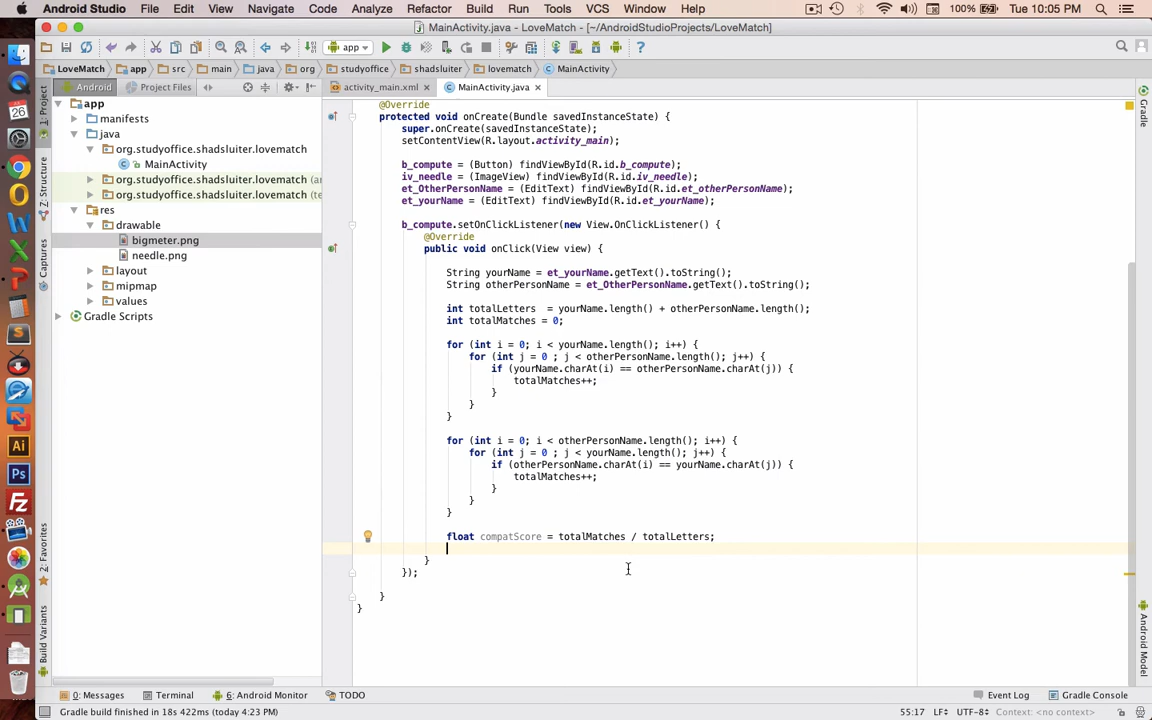 Android Studio File Edit View Navigate Code Analyze Refactor Build Run Tools VCS Window Help 100% Tue 10:05 PM
MainActivity.java - LoveMatch - [~/AndroidStudioProjects/LoveMatch]
app
LoveMatch app src main java org studyoffice shadsluiter lovematch MainActivity
Android Project Files activity_main.xml MainActivity.java
1: Project
Z: Structure
Captures
2: Favorites
Build Variants
app
manifests
java
org.studyoffice.shadsluiter.lovematch
MainActivity
org.studyoffice.shadsluiter.lovematch (ar
org.studyoffice.shadsluiter.lovematch (te
res
drawable
bigmeter.png
needle.png
layout
mipmap
values
Gradle Scripts
@Override
protected void onCreate(Bundle savedInstanceState) {
super.onCreate(savedInstanceState);
setContentView(R.layout.activity_main);
b_compute = (Button) findViewById(R.id.b_compute);
iv_needle = (ImageView) findViewById(R.id.iv_needle);
et_OtherPersonName = (EditText) findViewById(R.id.et_otherPersonName);
et_yourName = (EditText) findViewById(R.id.et_yourName);
b_compute.setOnClickListener(new View.OnClickListener() {
@Override
public void onClick(View view) {
String yourName = et_yourName.getText().toString();
String otherPersonName = et_OtherPersonName.getText().toString();
int totalLetters  = yourName.length() + otherPersonName.length();
int totalMatches = 0;
for (int i = 0; i < yourName.length(); i++) {
for (int j = 0 ; j < otherPersonName.length(); j++) {
if (yourName.charAt(i) == otherPersonName.charAt(j)) {
totalMatches++;
}
}
}
for (int i = 0; i < otherPersonName.length(); i++) {
for (int j = 0; j < yourName.length(); j++) {
if (otherPersonName.charAt(i) == yourName.charAt(j)) {
totalMatches++;
}
}
}
float compatScore = totalMatches / totalLetters;
}
});
}
}
Gradle
Android Model
0: Messages Terminal 6: Android Monitor TODO Event Log Gradle Console
Gradle build finished in 18s 422ms (today 4:23 PM) 55:17 LF UTF-8 Context: <no context>
26
Ai
Ps
Fz